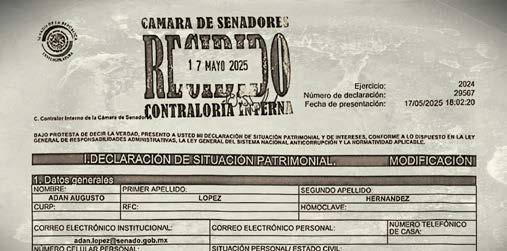 CAMARA DE SENADORES
RECIBIDO
17 MAYO 2025
CONTRALORIA INTERNA
Ejercicio: 2024
Número de declaración: 29567
Fecha de presentación: 17/05/2025 18:02:20
C. Contralor Interno de la Cámara de Senadores
BAJO PROTESTA DE DECIR LA VERDAD, PRESENTO A USTED MI DECLARACIÓN DE SITUACIÓN PATRIMONIAL Y DE INTERESES, CONFORME A LO DISPUESTO EN LA LEY
GENERAL DE RESPONSABILIDADES ADMINISTRATIVAS, LA LEY GENERAL DEL SISTEMA NACIONAL ANTICORRUPCIÓN Y LA NORMATIVIDAD APLICABLE.
I.DECLARACIÓN DE SITUACIÓN PATRIMONIAL. MODIFICACIÓN
1. Datos generales
NOMBRE: PRIMER APELLIDO: SEGUNDO APELLIDO:
ADAN AUGUSTO LOPEZ HERNANDEZ
CURP: RFC: HOMOCLAVE:
CORREO ELECTRÓNICO INSTITUCIONAL: CORREO ELECTRÓNICO PERSONAL: NÚMERO TELEFÓNICO
DE CASA:
adan.lopez@senado.gob.mx
NÚMERO CELULAR PERSONAL: SITUACIÓN PERSONAL/ ESTADO CIVIL: